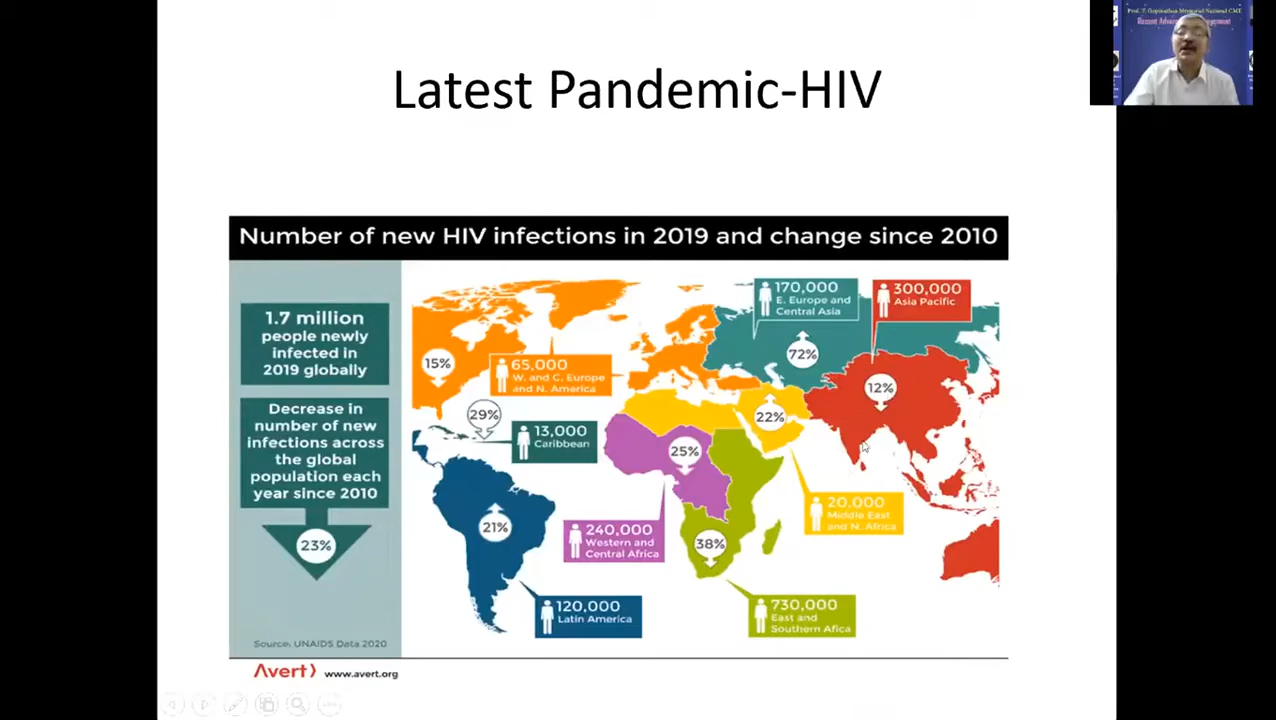 Prof. T. Gopinathan Memorial National CME
Latest Pandemic-HIV
Number of new HIV infections in 2019 and change since 2010
1.7 million
people newly
infected in
2019 globally
Decrease in
number of new
infections across
the global
population each
year since 2010
23%
Source: UNAIDS Data 2020
15%
65,000
W. and C. Europe
and N. America
29%
13,000
Caribbean
21%
120,000
Latin America
25%
240,000
Western and
Central Africa
38%
730,000
East and
Southern Afica
22%
20,000
Middle East
and N. Africa
170,000
E. Europe and
Central Asia
72%
300,000
Asia Pacific
12%
Avert
www.avert.org